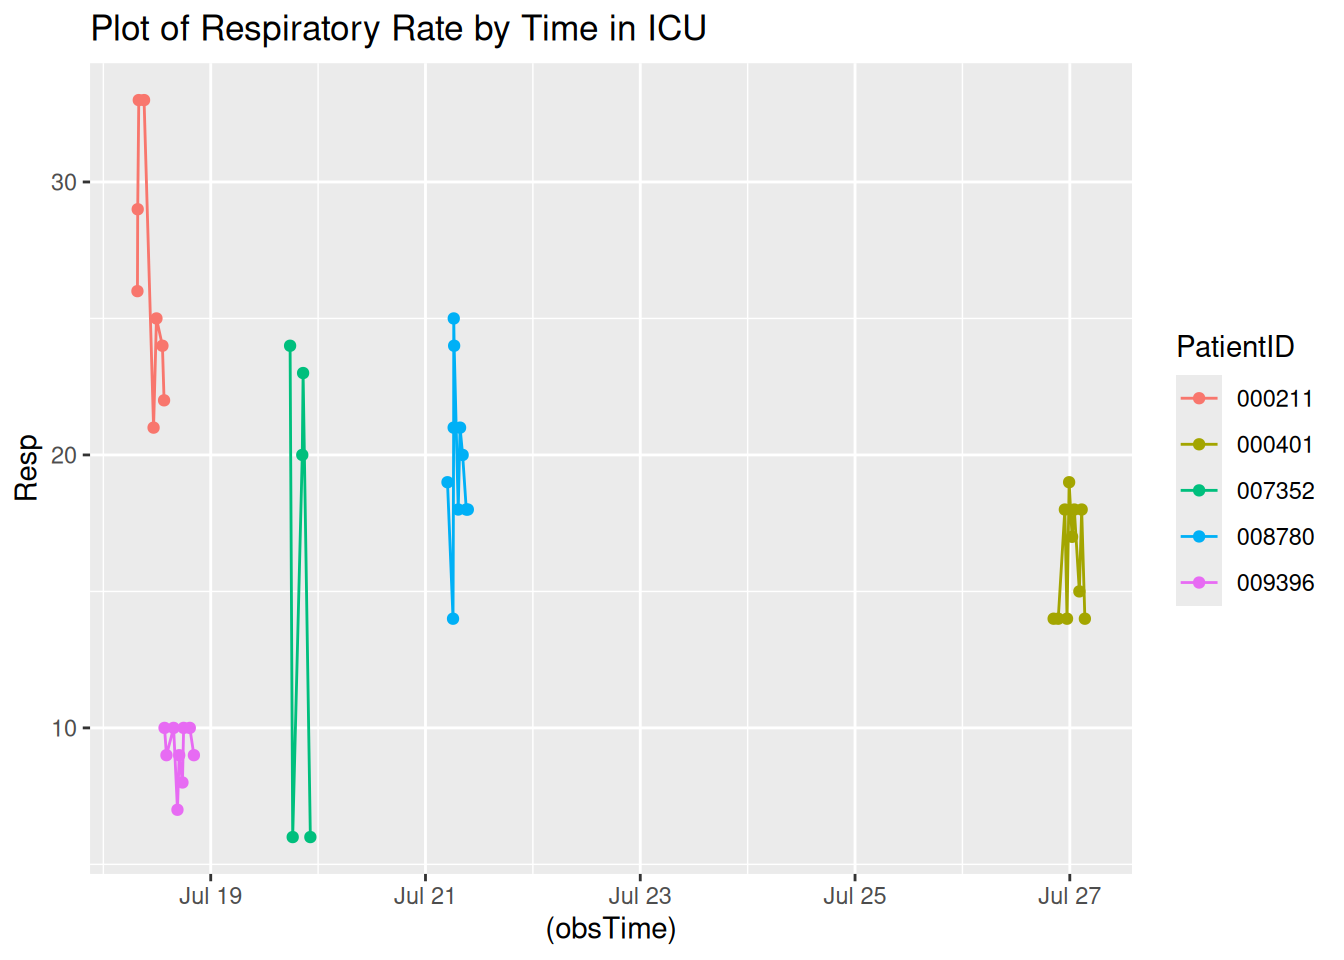 Plot of Respiratory Rate by Time in ICU
Resp
30
20
10
Jul 19
Jul 21
Jul 23
Jul 25
Jul 27
(obsTime)
PatientID
000211
000401
007352
008780
009396